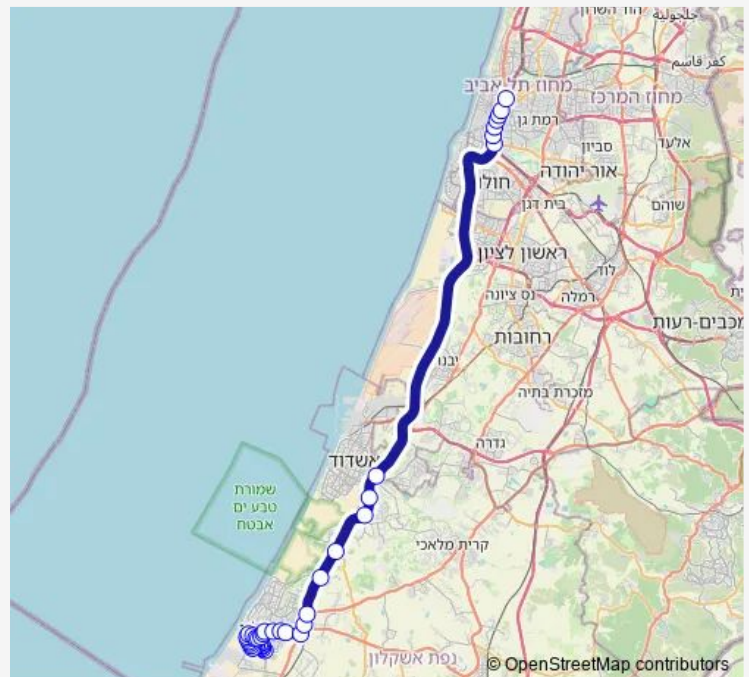 הוד השרון
ג'לג'וליה
כפר קאסם
מחוז תל אביב
מחוז המרכז
רמת גן
סביון
אלעד
אור יהודה
חולו
בית דגן
שוהם
ראשון לציון
לוד
נס ציונה
רמלה
מכבים-רעות
רחובות
יבנה
מזכרת בתיה
גדרה
אשדוד
שמורת
טבע ים
אבטח
קרית מלאכי
נפת אשקלון
© OpenStreetMap contributors